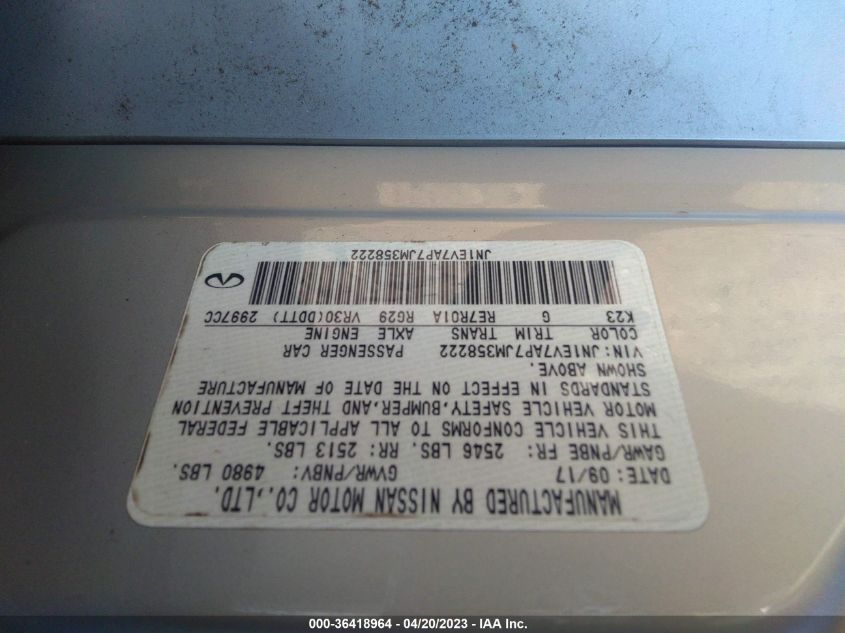 MANUFACTURED BY NISSAN MOTOR CO.,LTD.
DATE: 09/17 GVWR/PNBV: 4980 LBS.
GAWR/PNBE FR: 2546 LBS. RR: 2513 LBS.
THIS VEHICLE CONFORMS TO ALL APPLICABLE FEDERAL
MOTOR VEHICLE SAFETY,BUMPER,AND THEFT PREVENTION
STANDARDS IN EFFECT ON THE DATE OF MANUFACTURE
SHOWN ABOVE.
VIN: JN1EV7AP7JM358222 PASSENGER CAR
COLOR TRIM TRANS AXLE ENGINE
K23 G RE7R01A RG29 VR30(DDTT) 2997CC
JN1EV7AP7JM358222
000-36418964 - 04/20/2023 - IAA Inc.